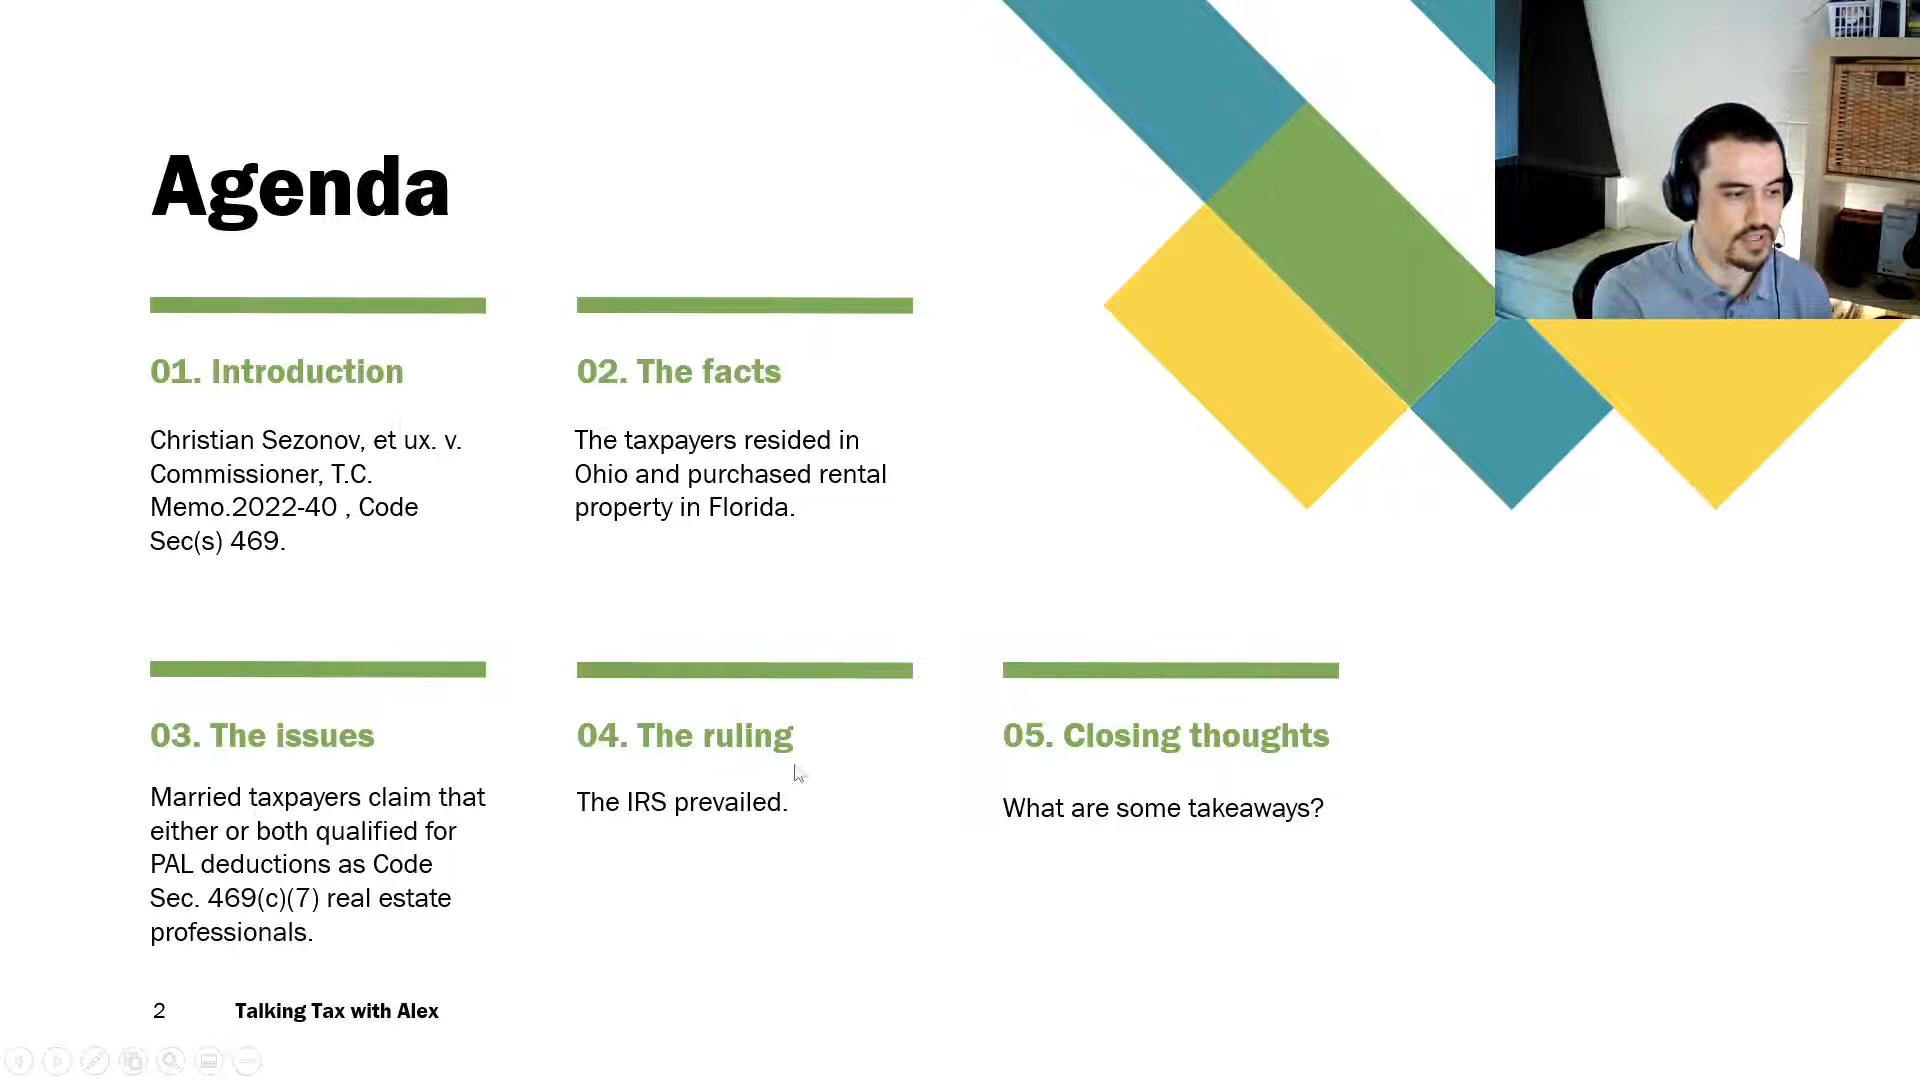 Agenda
01. Introduction
Christian Sezonov, et ux. v.
Commissioner, T.C.
Memo.2022-40 , Code
Sec(s) 469.
02. The facts
The taxpayers resided in
Ohio and purchased rental
property in Florida.
03. The issues
Married taxpayers claim that
either or both qualified for
PAL deductions as Code
Sec. 469(c)(7) real estate
professionals.
04. The ruling
The IRS prevailed.
05. Closing thoughts
What are some takeaways?
2
Talking Tax with Alex